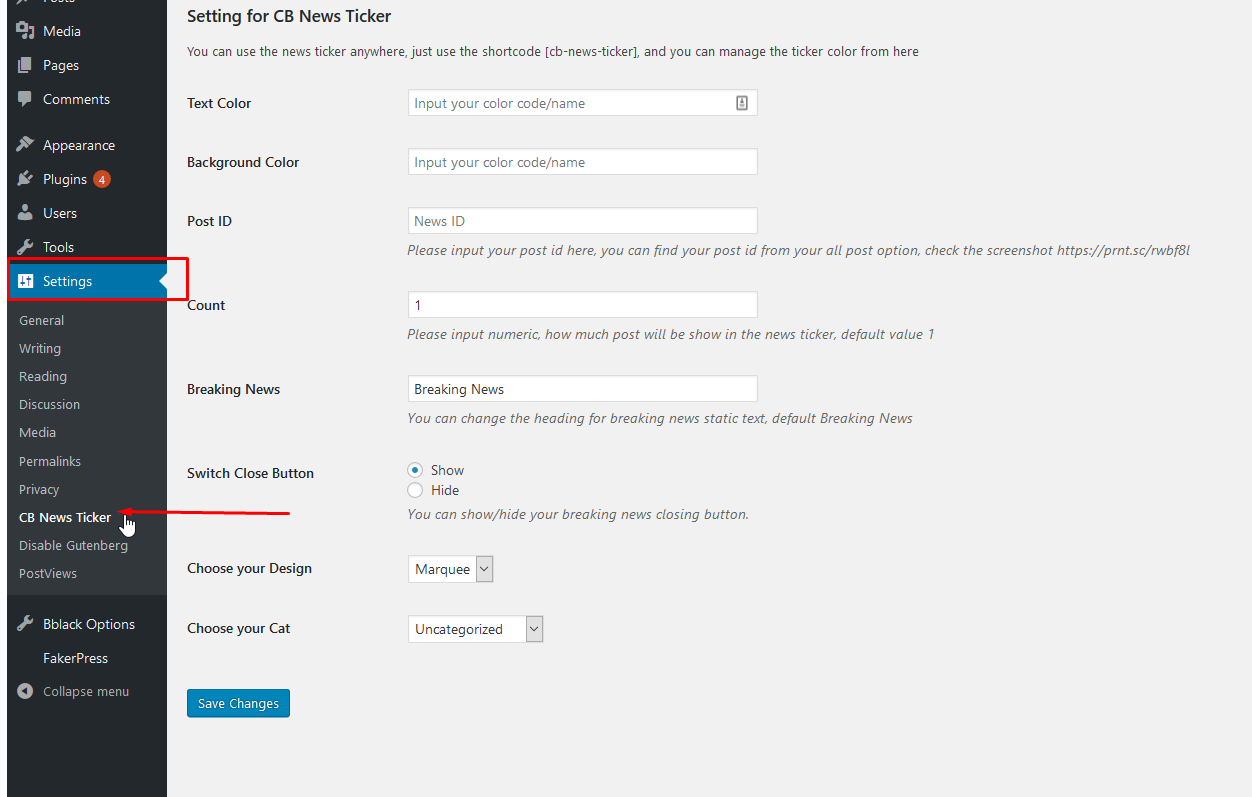 Posts
Media
Pages
Comments
Appearance
Plugins 4
Users
Tools
Settings
General
Writing
Reading
Discussion
Media
Permalinks
Privacy
CB News Ticker
Disable Gutenberg
PostViews
Bblack Options
FakerPress
Collapse menu
Setting for CB News Ticker
You can use the news ticker anywhere, just use the shortcode [cb-news-ticker], and you can manage the ticker color from here
Text Color
Input your color code/name
Background Color
Input your color code/name
Post ID
News ID
Please input your post id here, you can find your post id from your all post option, check the screenshot https://prnt.sc/rwbf8l
Count
1
Please input numeric, how much post will be show in the news ticker, default value 1
Breaking News
Breaking News
You can change the heading for breaking news static text, default Breaking News
Switch Close Button
Show
Hide
You can show/hide your breaking news closing button.
Choose your Design
Marquee
Choose your Cat
Uncategorized
Save Changes